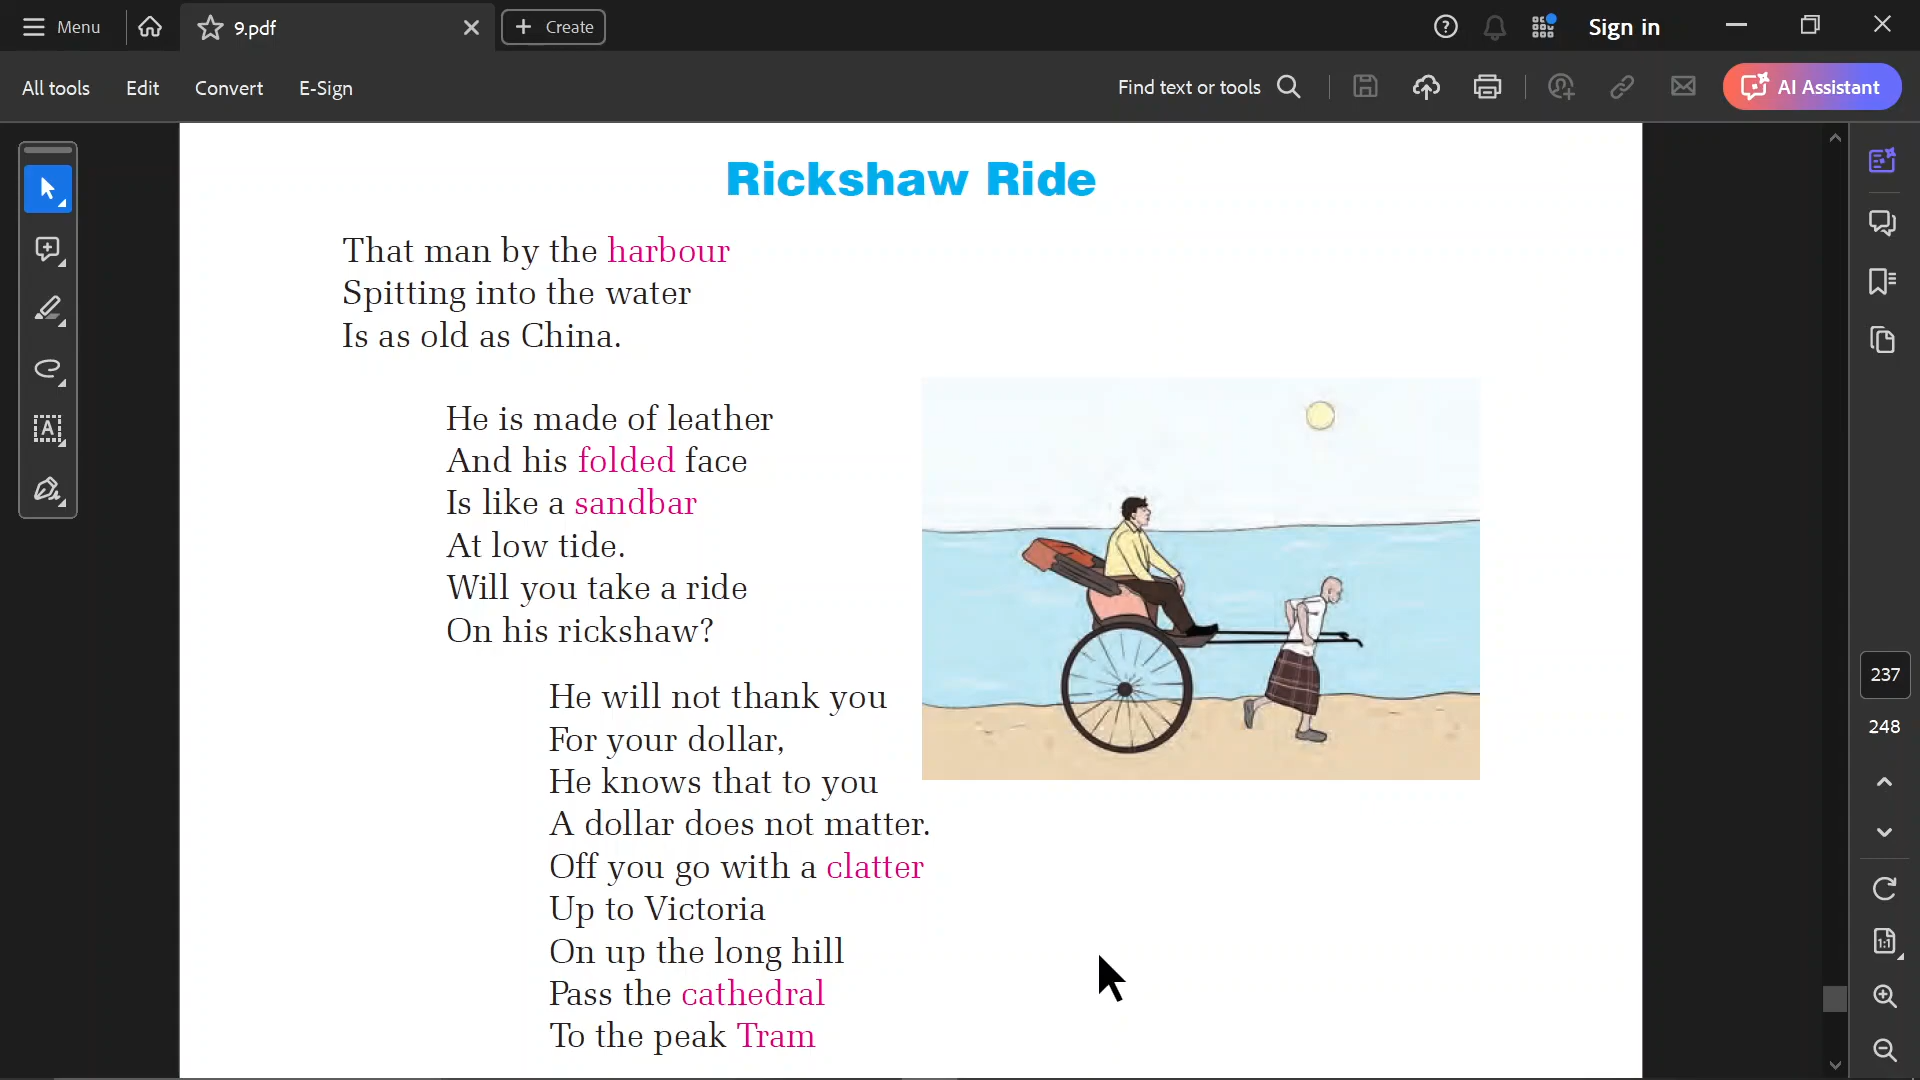 Menu
9.pdf
Create
Sign in
All tools
Edit
Convert
E-Sign
Find text or tools
AI Assistant
Rickshaw Ride
That man by the harbour
Spitting into the water
Is as old as China.
He is made of leather
And his folded face
Is like a sandbar
At low tide.
Will you take a ride
On his rickshaw?
He will not thank you
For your dollar,
He knows that to you
A dollar does not matter.
Off you go with a clatter
Up to Victoria
On up the long hill
Pass the cathedral
To the peak Tram
237
248